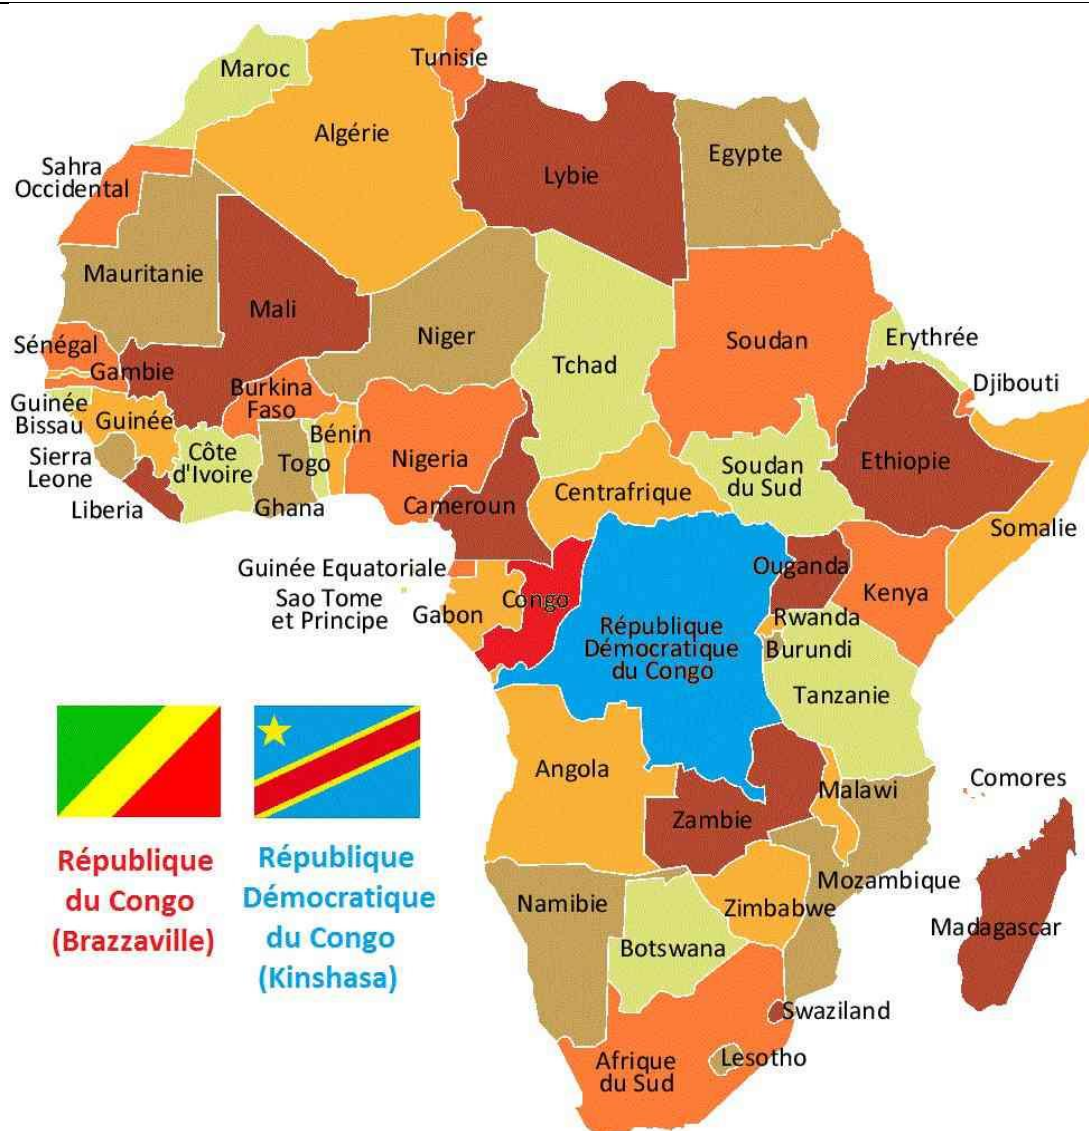 Maroc
Tunisie
Algérie
Lybie
Egypte
Sahra
Occidental
Mauritanie
Mali
Niger
Tchad
Soudan
Erythrée
Djibouti
Sénégal
Gambie
Guinée
Bissau
Guinée
Burkina
Faso
Bénin
Sierra
Leone
Côte
d'Ivoire
Togo
Nigeria
Liberia
Ghana
Cameroun
Centrafrique
Soudan
du Sud
Ethiopie
Somalie
Guinée Equatoriale
Sao Tome
et Principe
Gabon
Congo
République
Démocratique
du Congo
Ouganda
Kenya
Rwanda
Burundi
Tanzanie
Angola
Zambie
Malawi
Comores
Mozambique
Madagascar
Namibie
Zimbabwe
Botswana
Swaziland
Lesotho
Afrique
du Sud
République
du Congo
(Brazzaville)
République
Démocratique
du Congo
(Kinshasa)